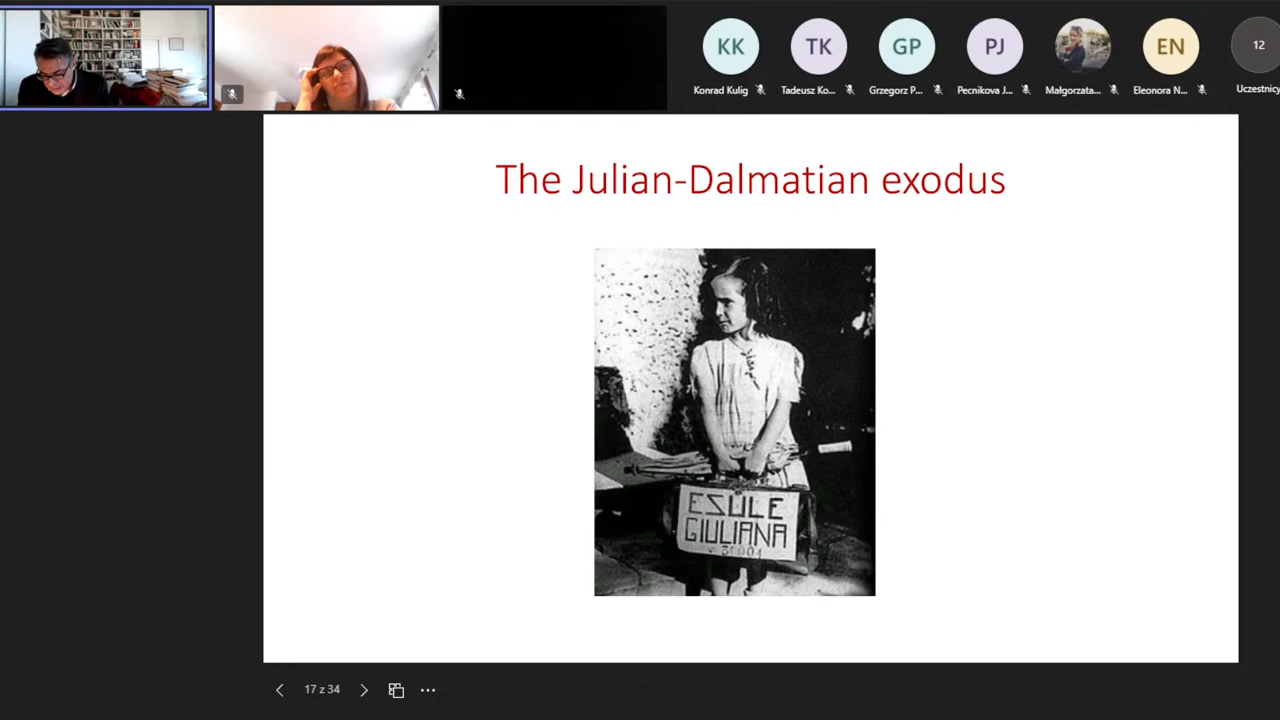 KK
TK
GP
PJ
EN
12
Konrad Kulig
Tadeusz Ko...
Grzegorz P...
Pecnikova J...
Małgorzata...
Eleonora N...
Uczestnicy
The Julian-Dalmatian exodus
ESULE
GIULIANA
17 z 34